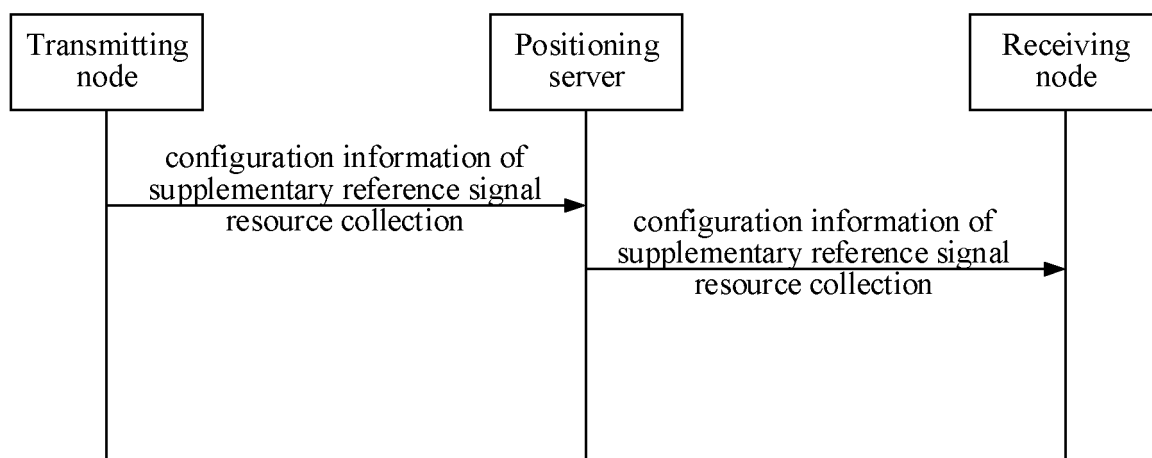 Transmitting
node
Positioning
server
Receiving
node
configuration information of
supplementary reference signal
resource collection
configuration information of
supplementary reference signal
resource collection